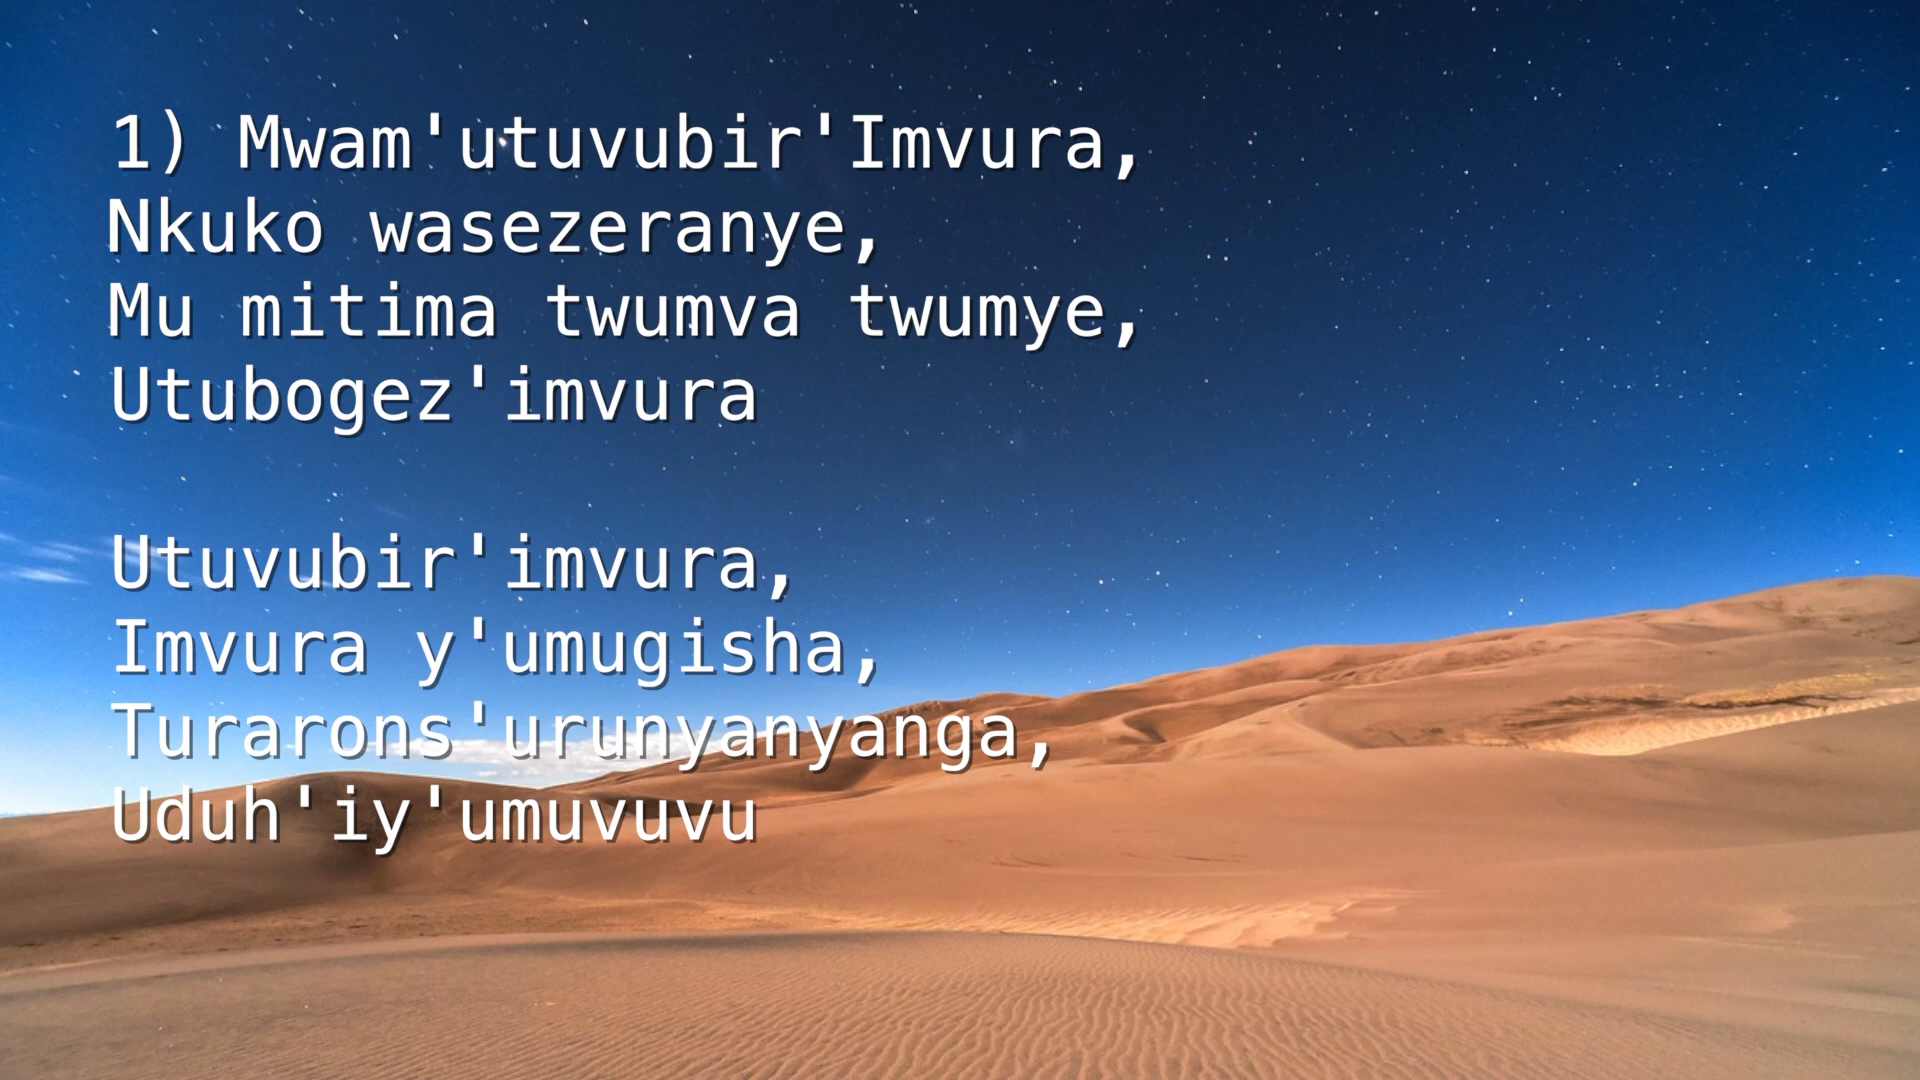 1) Mwam'utuvubir'Imvura,
Nkuko wasezeranye,
Mu mitima twumva twumye,
Utubogez'imvura
Utuvubir'imvura,
Imvura y'umugisha,
Turarons'urunyanyanga,
Uduh'iy'umuvuvu